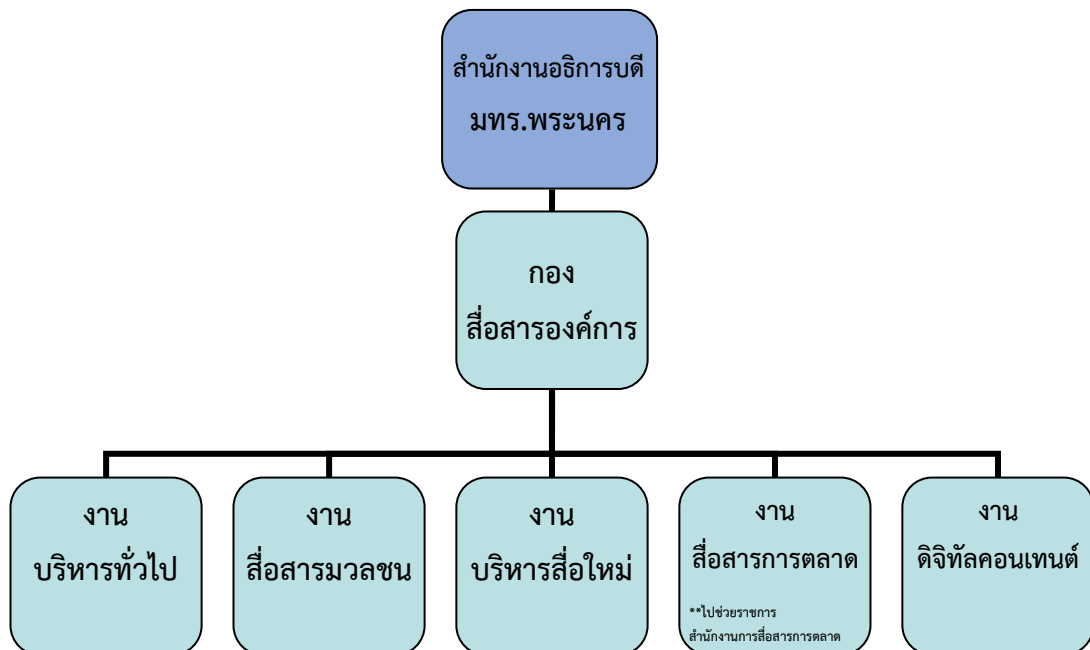 สำนักงานอธิการบดี
มทร.พระนคร
กอง
สื่อสารองค์การ
งาน
บริหารทั่วไป
งาน
สื่อสารมวลชน
งาน
บริหารสื่อใหม่
งาน
สื่อสารการตลาด
**ไปช่วยราชการ
สำนักงานการสื่อสารการตลาด
งาน
ดิจิทัลคอนเทนต์